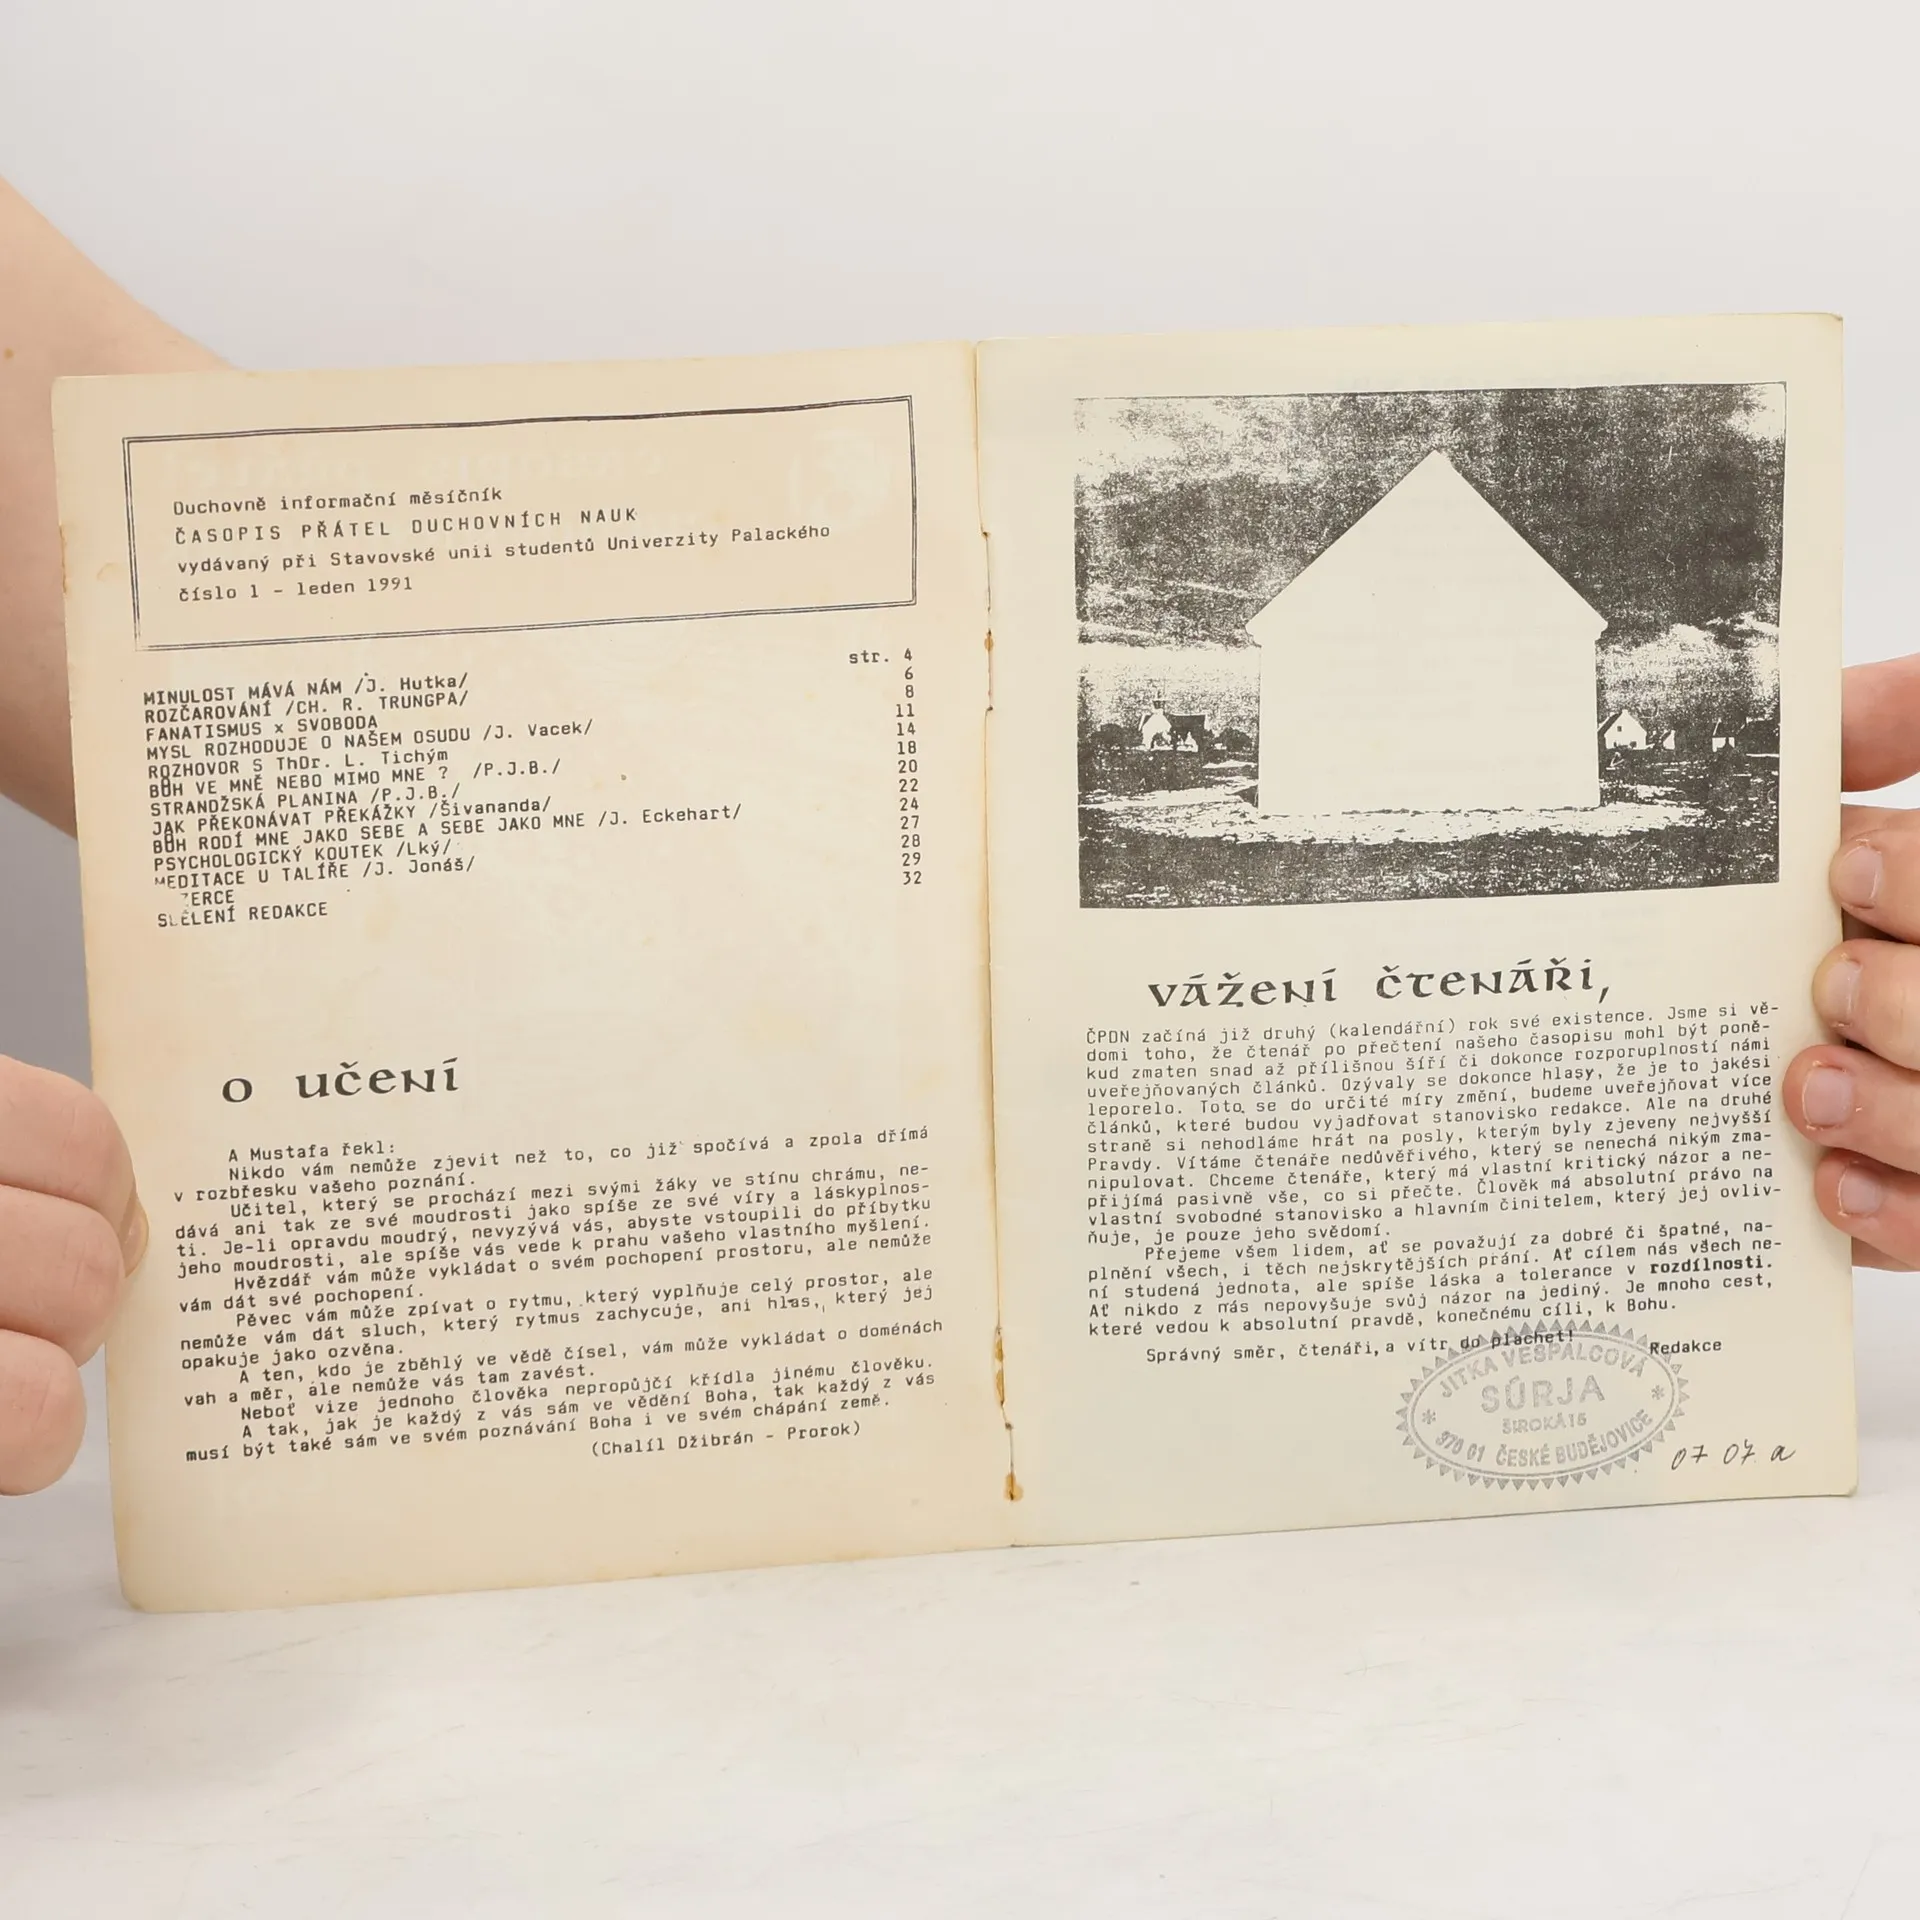 Duchovně informační měsíčník
ČASOPIS PŘÁTEL DUCHOVNÍCH NAUK
vydávaný při Stavovské unii studentů Univerzity Palackého
číslo 1 - leden 1991
str. 4
MINULOST MÁVÁ NÁM /J. Hutka/ 6
ROZČAROVÁNÍ /CH. R. TRUNGPA/ 8
FANATISMUS x SVOBODA 11
MYSL ROZHODUJE O NAŠEM OSUDU /J. Vacek/ 14
ROZHOVOR S ThDr. L. Tichým 18
BŮH VE MNĚ NEBO MIMO MNE ? /P.J.B./ 20
STRANDŽSKÁ PLANINA /P.J.B./ 22
JAK PŘEKONÁVAT PŘEKÁŽKY /Šivananda/ 24
BŮH RODÍ MNE JAKO SEBE A SEBE JAKO MNE /J. Eckehart/ 27
PSYCHOLOGICKÝ KOUTEK /Lký/ 28
MEDITACE U TALÍŘE /J. Jonáš/ 29
ZERCE 32
SDĚLENÍ REDAKCE
O UČENÍ
A Mustafa řekl:
Nikdo vám nemůže zjevit než to, co již spočívá a zpola dřímá
v rozbřesku vašeho poznání.
Učitel, který se prochází mezi svými žáky ve stínu chrámu, ne-
dává ani tak ze své moudrosti jako spíše ze své víry a láskyplnos-
ti. Je-li opravdu moudrý, nevyzývá vás, abyste vstoupili do příbytku
jeho moudrosti, ale spíše vás vede k prahu vašeho vlastního myšlení.
Hvězdář vám může vykládat o svém pochopení prostoru, ale nemůže
vám dát své pochopení.
Pěvec vám může zpívat o rytmu, který vyplňuje celý prostor, ale
nemůže vám dát sluch, který rytmus zachycuje, ani hlas, který jej
opakuje jako ozvěna.
A ten, kdo je zběhlý ve vědě čísel, vám může vykládat o doménách
vah a měr, ale nemůže vás tam zavést.
Neboť vize jednoho člověka nepropůjčí křídla jinému člověku.
A tak, jak je každý z vás sám ve vědění Boha, tak každý z vás
musí být také sám ve svém poznávání Boha i ve svém chápání země.
(Chalíl Džibrán - Prorok)
VÁŽENÍ ČTENÁŘI,
ČPDN začíná již druhý (kalendářní) rok své existence. Jsme si vě-
domi toho, že čtenář po přečtení našeho časopisu mohl být poně-
kud zmaten snad až přílišnou šíří či dokonce rozporuplností námi
uveřejňovaných článků. Ozývaly se dokonce hlasy, že je to jakési
leporelo. Toto se do určité míry změní, budeme uveřejňovat více
článků, které budou vyjadřovat stanovisko redakce. Ale na druhé
straně si nehodláme hrát na posly, kterým byly zjeveny nejvyšší
Pravdy. Vítáme čtenáře nedůvěřivého, který se nenechá nikým zma-
nipulovat. Chceme čtenáře, který má vlastní kritický názor a ne-
přijímá pasivně vše, co si přečte. Člověk má absolutní právo na
vlastní svobodné stanovisko a hlavním činitelem, který jej ovliv-
ňuje, je pouze jeho svědomí.
Přejeme všem lidem, ať se považují za dobré či špatné, na-
plnění všech, i těch nejskrytějších přání. Ať cílem nás všech ne-
ní studená jednota, ale spíše láska a tolerance v rozdílnosti.
Ať nikdo z nás nepovyšuje svůj názor na jediný. Je mnoho cest,
které vedou k absolutní pravdě, konečnému cíli, k Bohu.
Správný směr, čtenáři, a vítr do plachet!
Redakce
JITKA VESPALCOVÁ
SÚRJA
ŠIROKÁ 15
370 01 ČESKÉ BUDĚJOVICE
07 07 a